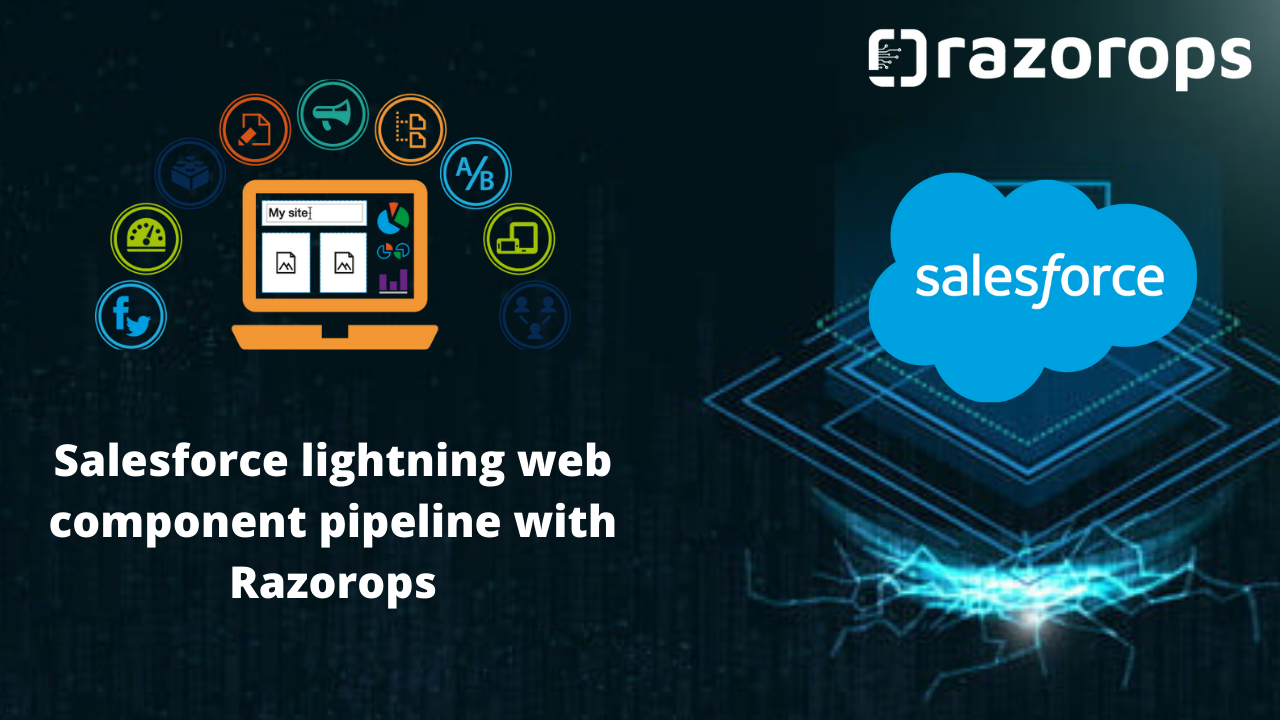 razorops
A/B
My site
salesforce
Salesforce lightning web
component pipeline with
Razorops